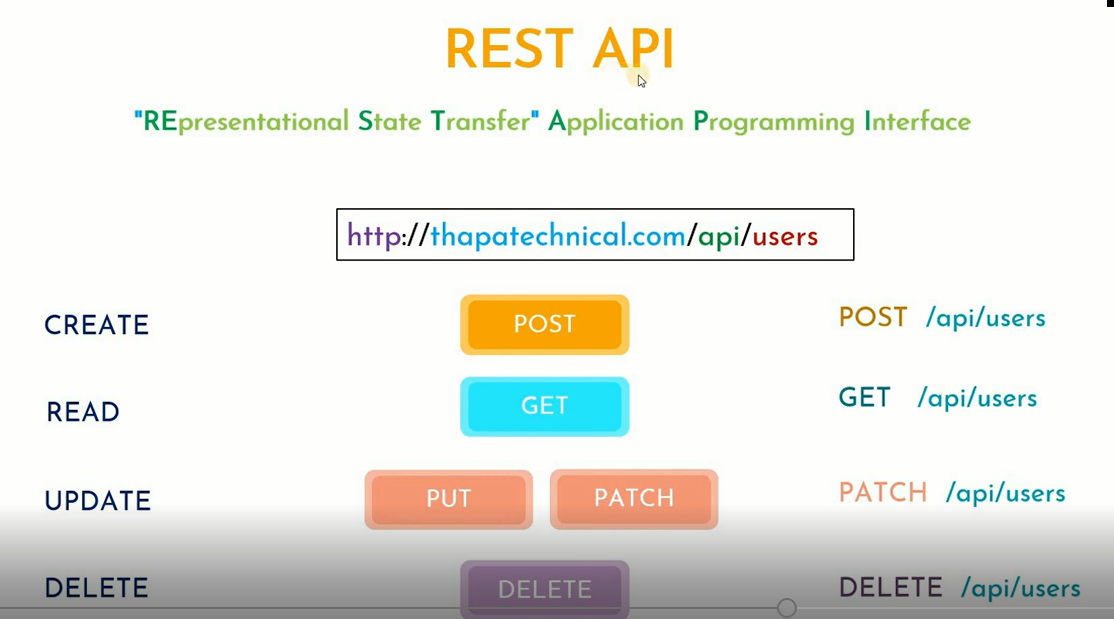 REST API
"REpresentational State Transfer" Application Programming Interface
http://thapatechnical.com/api/users
CREATE POST POST /api/users
READ GET GET /api/users
UPDATE PUT PATCH PATCH /api/users
DELETE DELETE DELETE /api/users